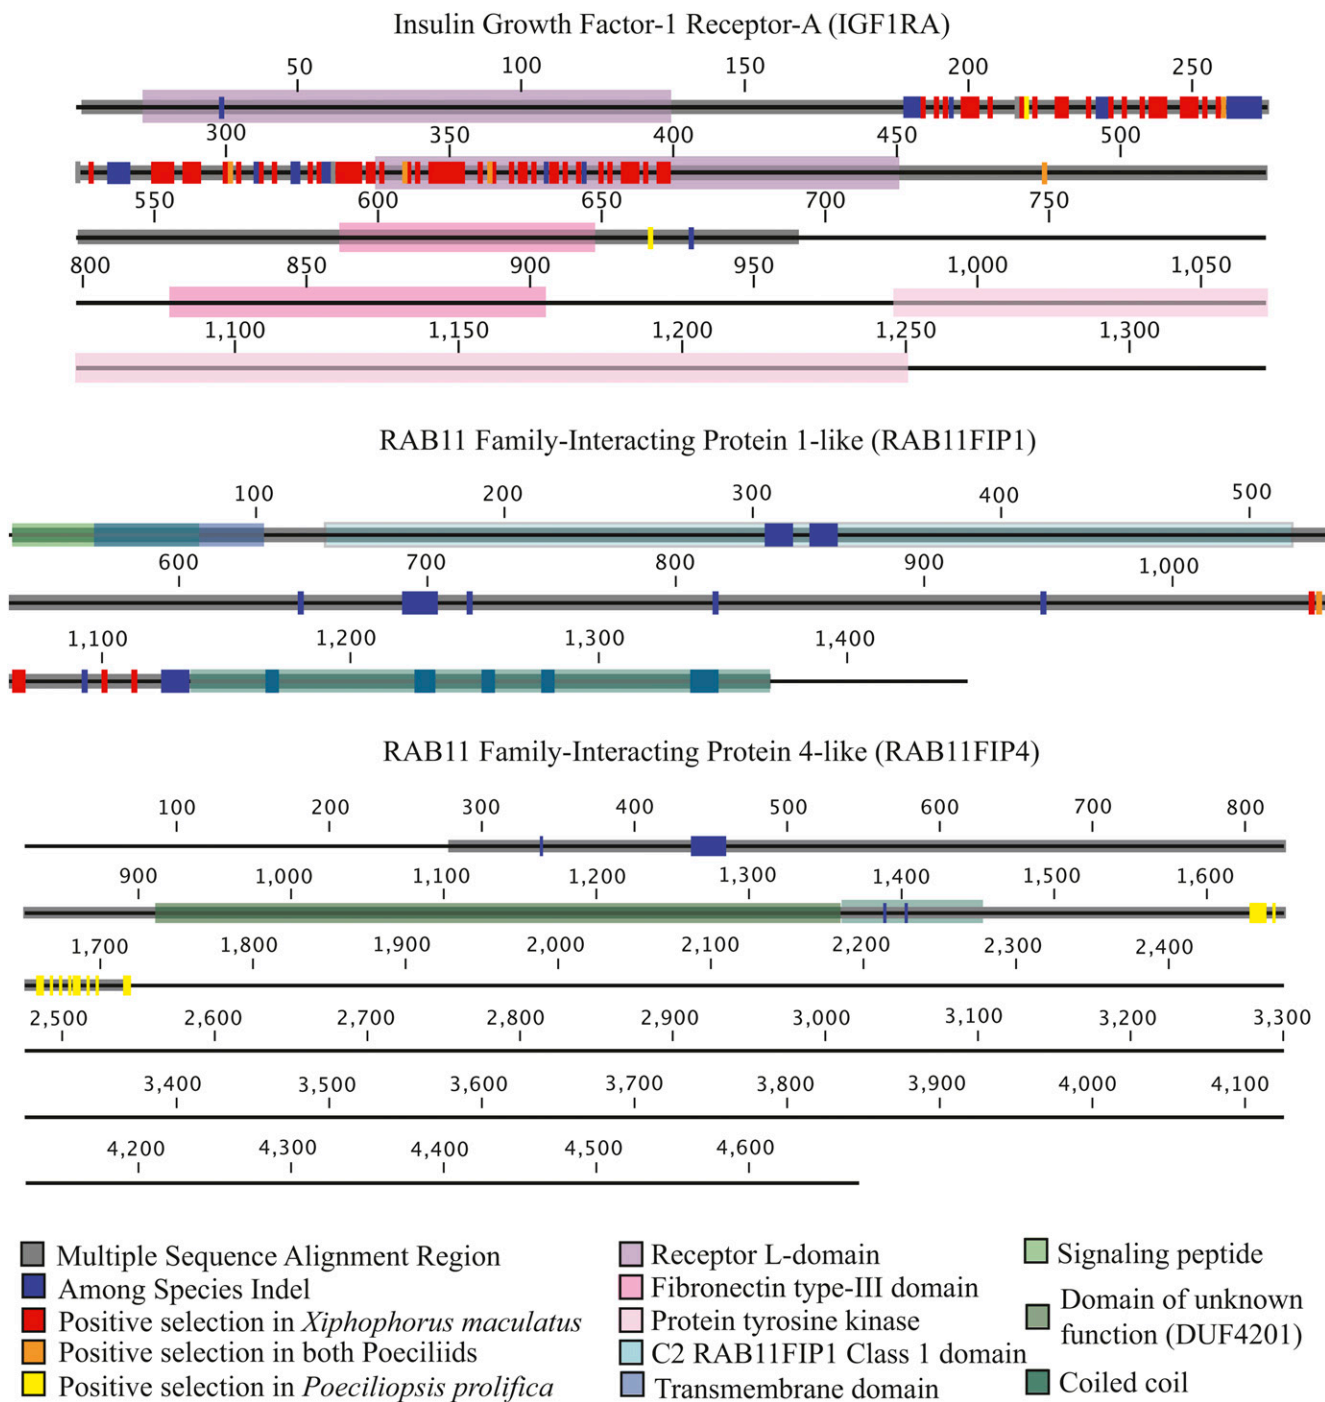 Insulin Growth Factor-1 Receptor-A (IGF1RA)
50 100 150 200 250
300 350 400 450 500
550 600 650 700 750
800 850 900 950 1,000 1,050
1,100 1,150 1,200 1,250 1,300
RAB11 Family-Interacting Protein 1-like (RAB11FIP1)
100 200 300 400 500
600 700 800 900 1,000
1,100 1,200 1,300 1,400
RAB11 Family-Interacting Protein 4-like (RAB11FIP4)
100 200 300 400 500 600 700 800
900 1,000 1,100 1,200 1,300 1,400 1,500 1,600
1,700 1,800 1,900 2,000 2,100 2,200 2,300 2,400
2,500 2,600 2,700 2,800 2,900 3,000 3,100 3,200 3,300
3,400 3,500 3,600 3,700 3,800 3,900 4,000 4,100
4,200 4,300 4,400 4,500 4,600
Multiple Sequence Alignment Region
Among Species Indel
Positive selection in Xiphophorus maculatus
Positive selection in both Poeciliids
Positive selection in Poeciliopsis prolifica
Receptor L-domain
Fibronectin type-III domain
Protein tyrosine kinase
C2 RAB11FIP1 Class 1 domain
Transmembrane domain
Signaling peptide
Domain of unknown
function (DUF4201)
Coiled coil